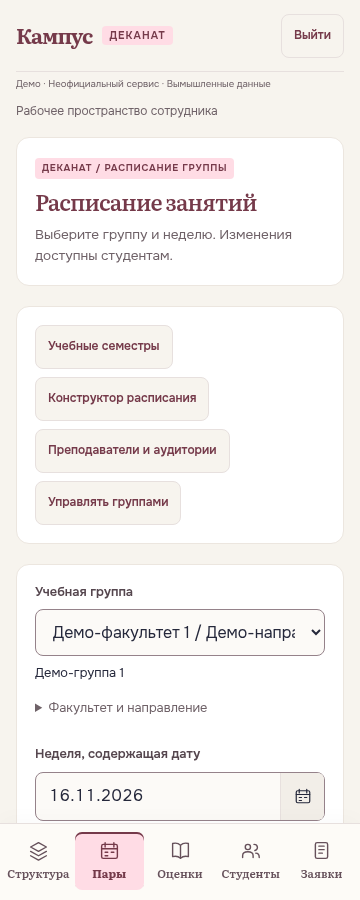 Кампус
ДЕКАНАТ
Выйти
Демо · Неофициальный сервис · Вымышленные данные
Рабочее пространство сотрудника
ДЕКАНАТ / РАСПИСАНИЕ ГРУППЫ
Расписание занятий
Выберите группу и неделю. Изменения
доступны студентам.
Учебные семестры
Конструктор расписания
Преподаватели и аудитории
Управлять группами
Учебная группа
Демо-факультет 1 / Демо-напра
Демо-группа 1
Факультет и направление
Неделя, содержащая дату
16.11.2026
Структура
Пары
Оценки
Студенты
Заявки